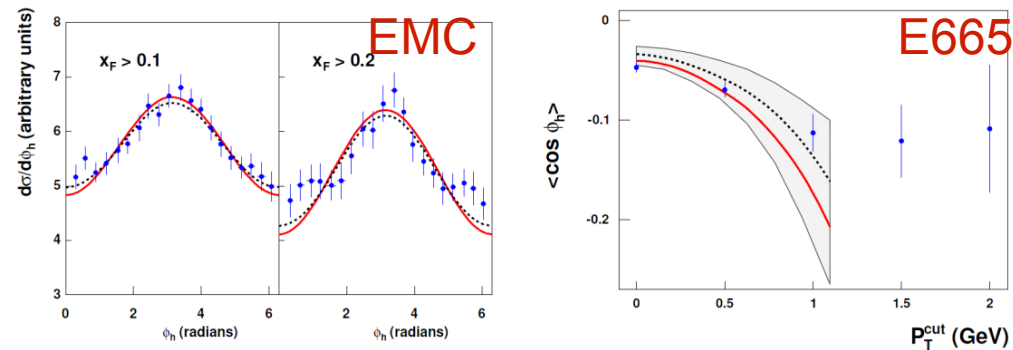 EMC
x_F > 0.1
x_F > 0.2
dσ/dϕ_h (arbitrary units)
8
7
6
5
4
3
0
2
4
6
2
4
6
ϕ_h (radians)
ϕ_h (radians)
E665
<cos ϕ_h>
0
-0.1
-0.2
0
0.5
1
1.5
2
P_T^cut (GeV)